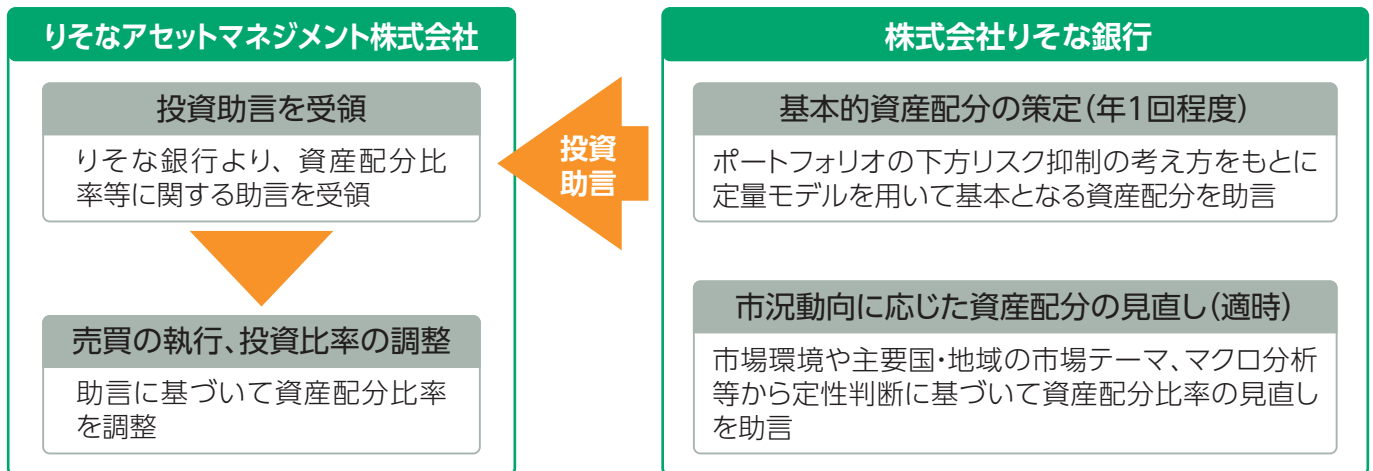 りそなアセットマネジメント株式会社
投資助言を受領
りそな銀行より、資産配分比
率等に関する助言を受領
売買の執行、投資比率の調整
助言に基づいて資産配分比率
を調整
投資
助言
株式会社りそな銀行
基本的資産配分の策定(年1回程度)
ポートフォリオの下方リスク抑制の考え方をもとに
定量モデルを用いて基本となる資産配分を助言
市況動向に応じた資産配分の見直し(適時)
市場環境や主要国・地域の市場テーマ、マクロ分析
等から定性判断に基づいて資産配分比率の見直し
を助言